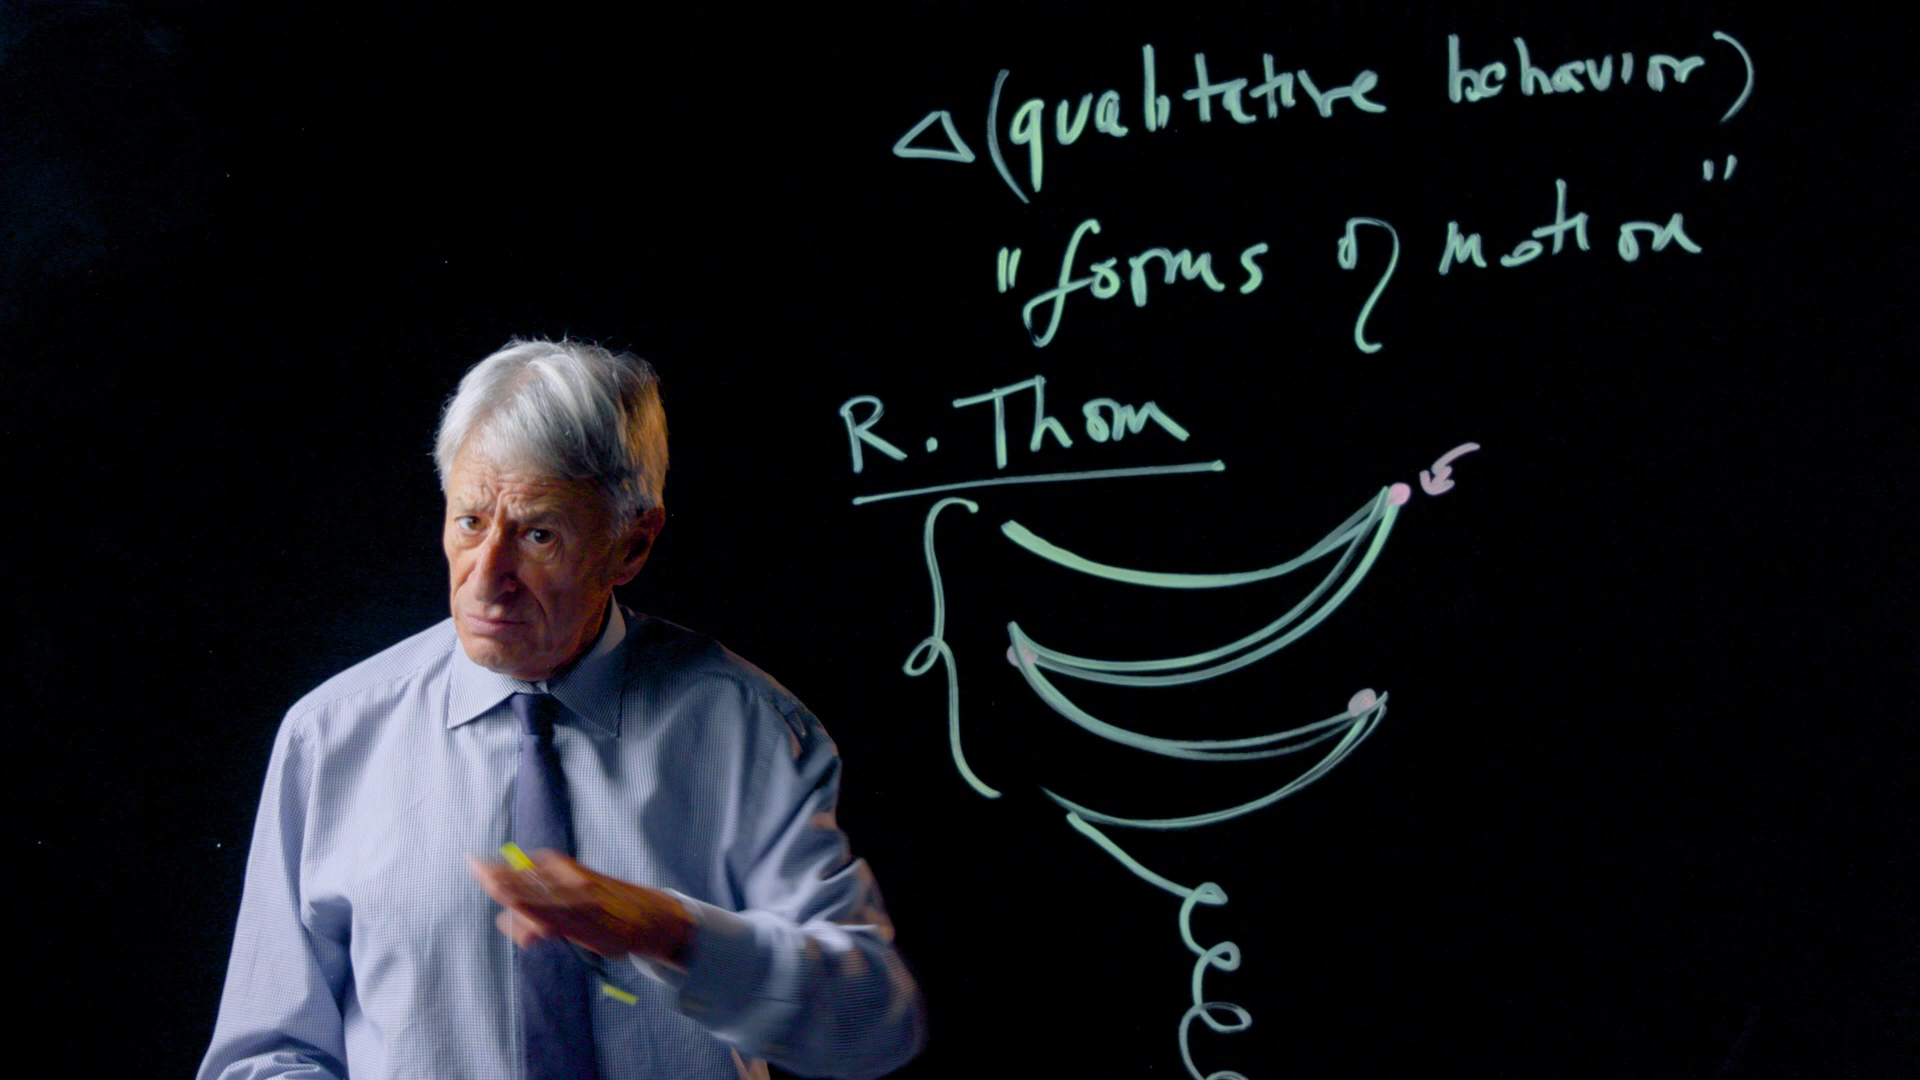 Δ (qualitative behavior)
"forms of motion"
R. Thom